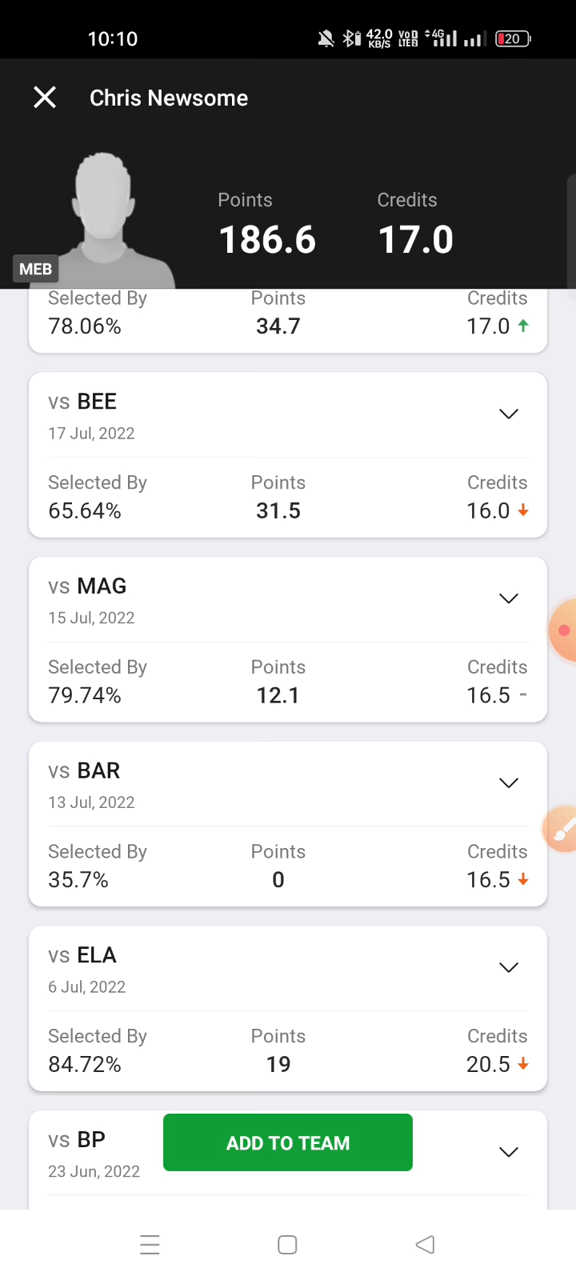 10:10
42.0 KB/S VoD LTE 4G 20
Chris Newsome
Points Credits
186.6 17.0
MEB
Selected By Points Credits
78.06% 34.7 17.0
vs BEE
17 Jul, 2022
Selected By Points Credits
65.64% 31.5 16.0
vs MAG
15 Jul, 2022
Selected By Points Credits
79.74% 12.1 16.5 -
vs BAR
13 Jul, 2022
Selected By Points Credits
35.7% 0 16.5
vs ELA
6 Jul, 2022
Selected By Points Credits
84.72% 19 20.5
vs BP
23 Jun, 2022
ADD TO TEAM